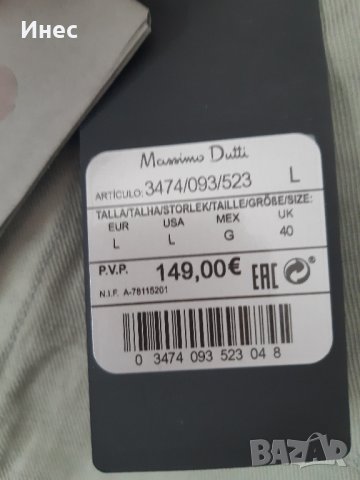 Инес
Massimo Dutti
ARTÍCULO: 3474/093/523 L
TALLA/TALHA/STORLEK/TAILLE/GRÖßE/SIZE:
EUR USA MEX UK
L L G 40
P.V.P. 149,00€ EAC
N.I.F. A-78115201
0 3474 093 523 04 8
BAZAR